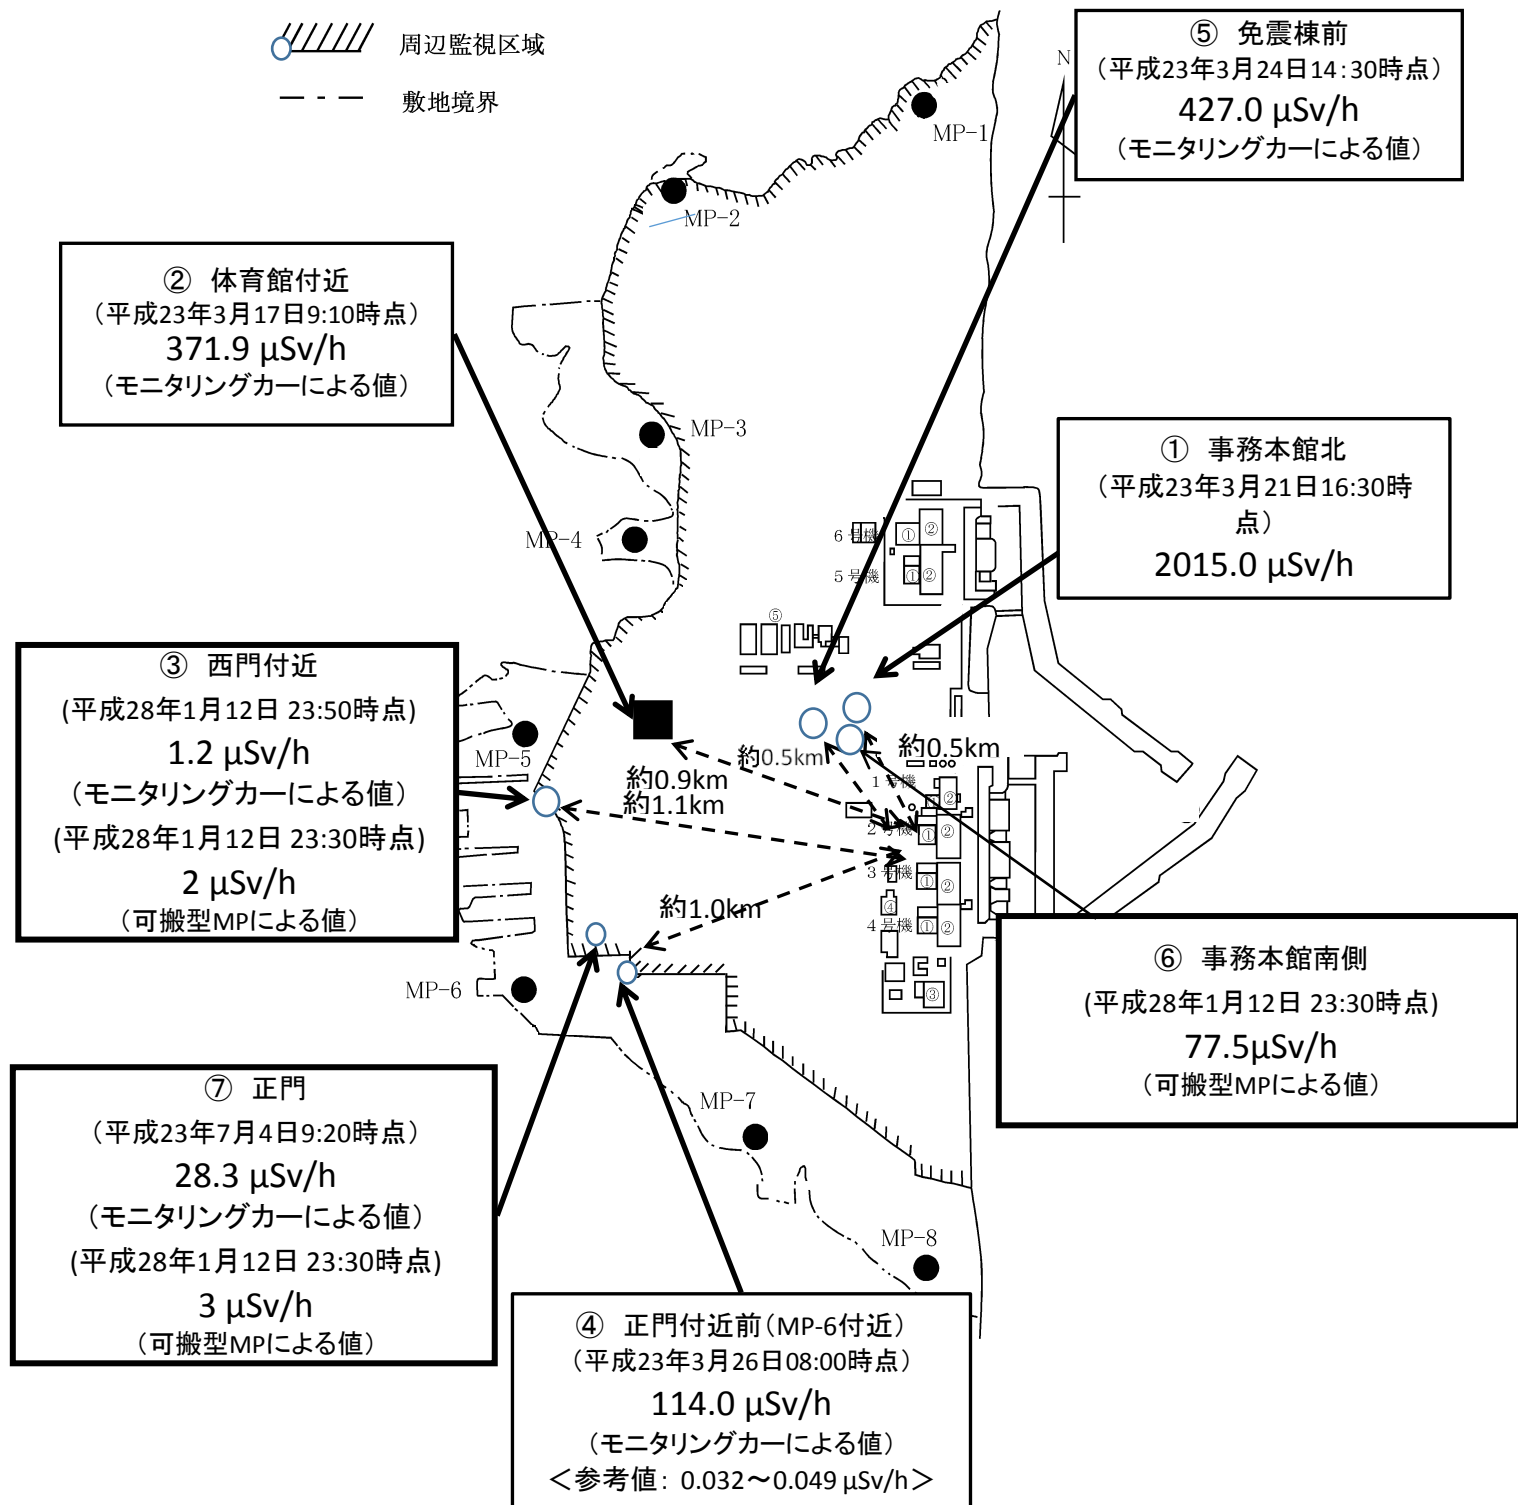 周辺監視区域
敷地境界
⑤ 免震棟前
（平成23年3月24日14:30時点）
427.0 μSv/h
（モニタリングカーによる値）
N
MP-1
MP-2
② 体育館付近
（平成23年3月17日9:10時点）
371.9 μSv/h
（モニタリングカーによる値）
MP-3
① 事務本館北
（平成23年3月21日16:30時
点）
2015.0 μSv/h
MP-4
６号機
①
②
５号機
①
②
⑤
③ 西門付近
(平成28年1月12日 23:50時点)
1.2 μSv/h
（モニタリングカーによる値）
(平成28年1月12日 23:30時点)
2 μSv/h
（可搬型MPによる値）
MP-5
約0.5km
約0.5km
約0.9km
約1.1km
１号機
①
②
２号機
①
②
３号機
①
②
④
約1.0km
４号機
①
②
③
MP-6
⑥ 事務本館南側
(平成28年1月12日 23:30時点)
77.5μSv/h
（可搬型MPによる値）
⑦ 正門
（平成23年7月4日9:20時点）
28.3 μSv/h
（モニタリングカーによる値）
(平成28年1月12日 23:30時点)
3 μSv/h
（可搬型MPによる値）
MP-7
MP-8
④ 正門付近前（MP-6付近）
（平成23年3月26日08:00時点）
114.0 μSv/h
（モニタリングカーによる値）
＜参考値： 0.032～0.049 μSv/h＞